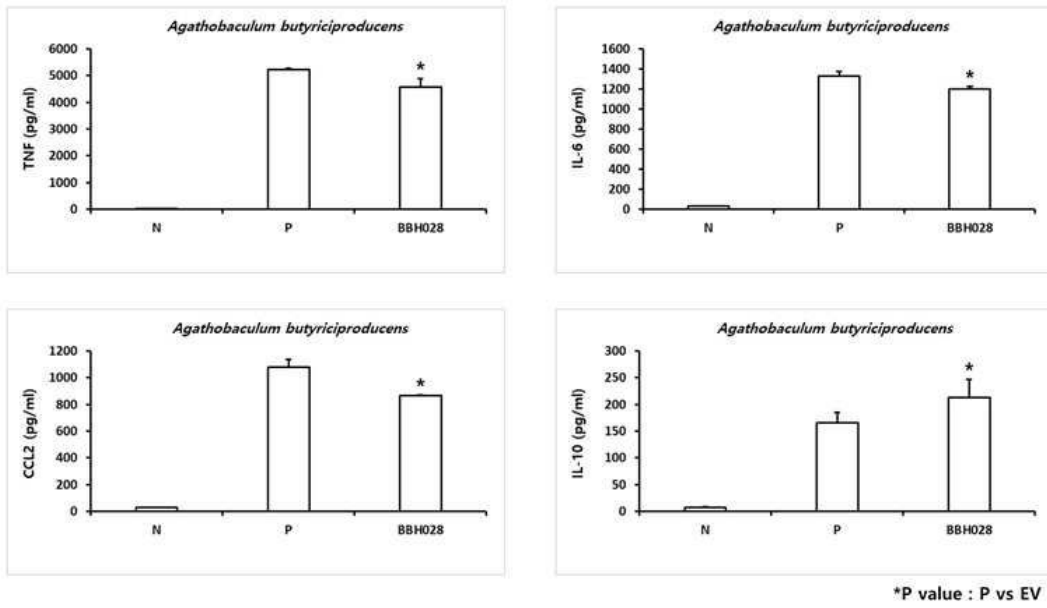 Agathobaculum butyriciproducens
6000
5000
4000
3000
2000
1000
0
TNF (pg/ml)
*
N P BBH028
Agathobaculum butyriciproducens
1600
1400
1200
1000
800
600
400
200
0
IL-6 (pg/ml)
*
N P BBH028
Agathobaculum butyriciproducens
1200
1000
800
600
400
200
0
CCL2 (pg/ml)
*
N P BBH028
Agathobaculum butyriciproducens
300
250
200
150
100
50
0
IL-10 (pg/ml)
*
N P BBH028
*P value : P vs EV